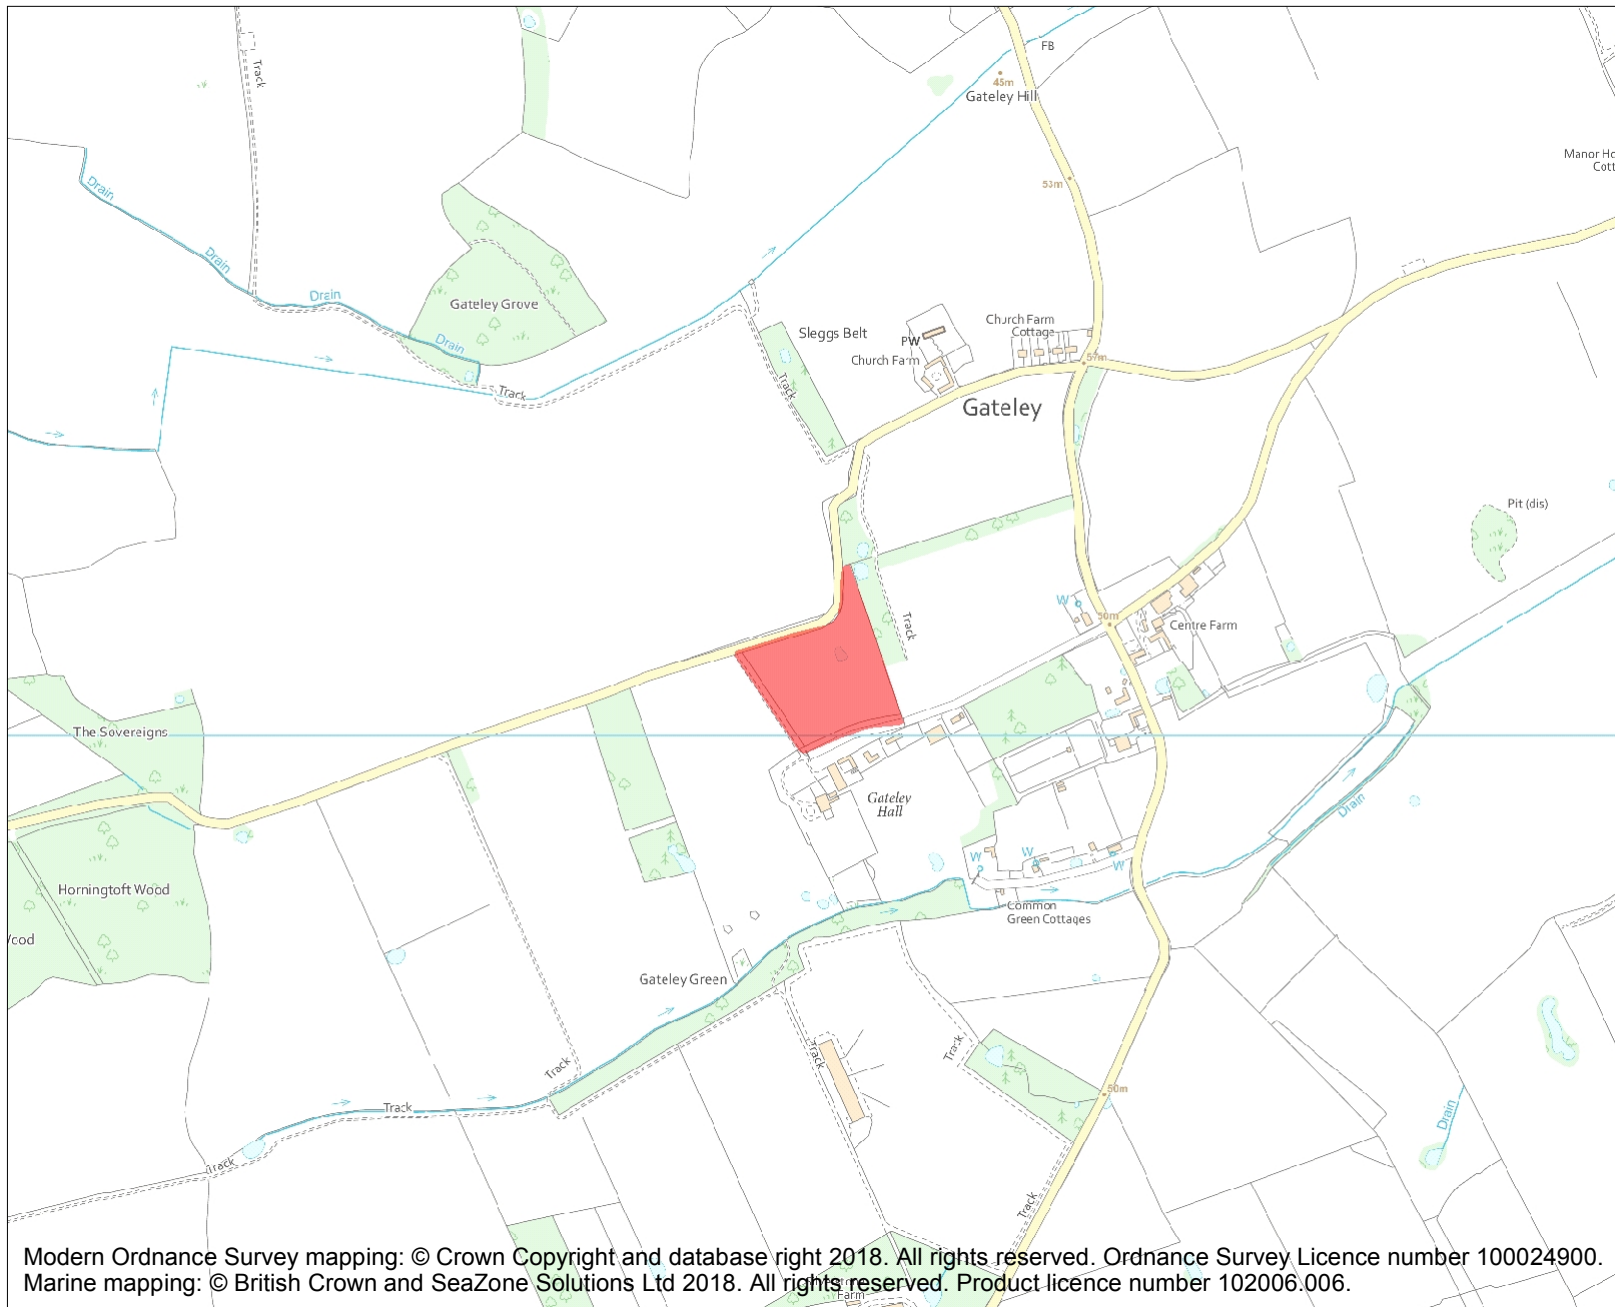 FB
Track
45m
Gateley Hill
Manor Ho
Cott
53m
Drain
Drain
Drain
Gateley Grove
Drain
Sleggs Belt
Church Farm
Cottage
PW
Church Farm
57m
Track
Track
Gateley
Pit (dis)
W
50m
Track
Centre Farm
The Sovereigns
Gateley
Hall
Drain
Horningtoft Wood
W
W
W
Common
Green Cottages
Gateley Green
Track
Track
Track
50m
Track
Drain
Track
Track
Farm
Modern Ordnance Survey mapping: © Crown Copyright and database right 2018. All rights reserved. Ordnance Survey Licence number 100024900.
Marine mapping: © British Crown and SeaZone Solutions Ltd 2018. All rights reserved. Product licence number 102006.006.